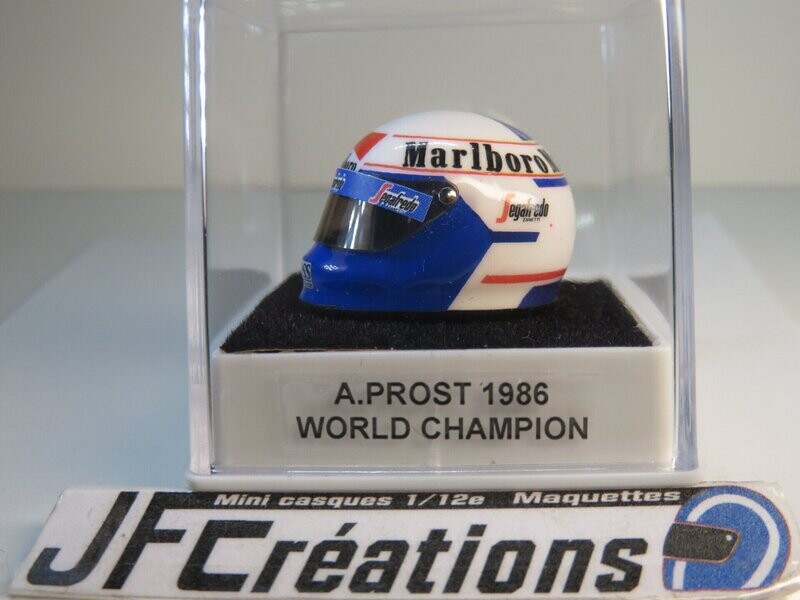 Marlboro
Segafredo
Segafredo
A.PROST 1986
WORLD CHAMPION
Mini casques 1/12e Maquettes
JFCréations